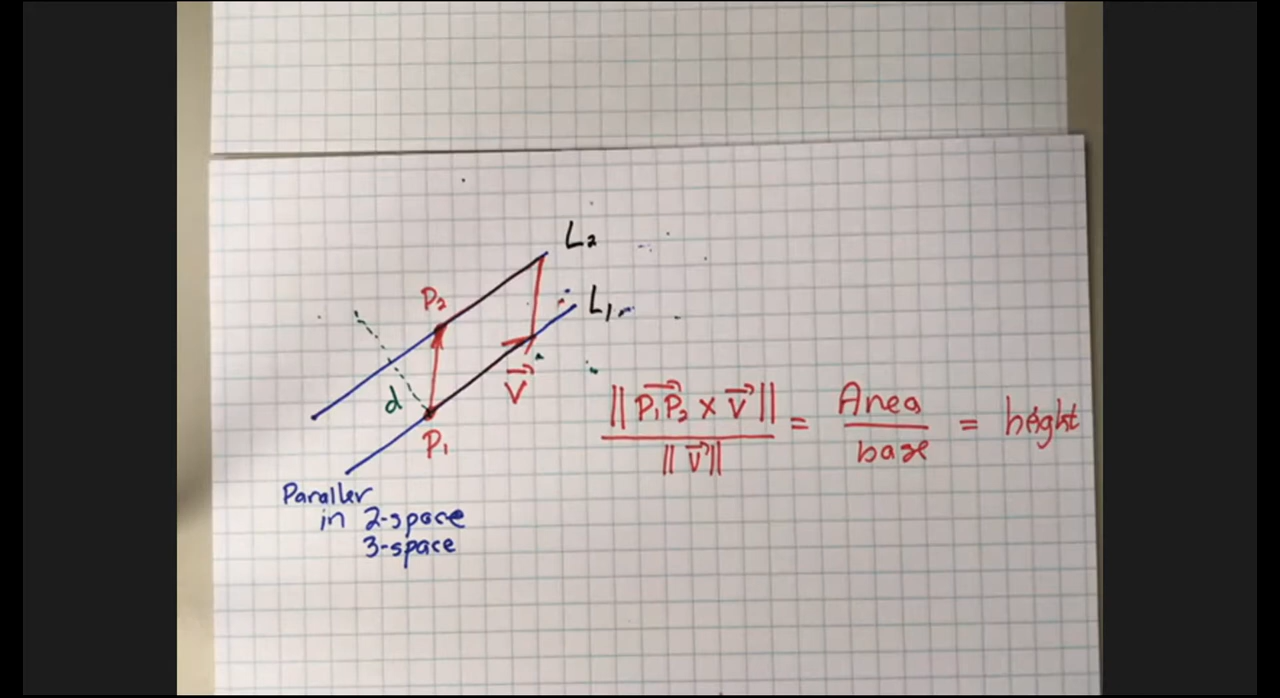 L₂
P₂
L₁
d
V⃗
P₁
‖P₁P₂⃗ × V⃗‖ / ‖V⃗‖ = Area / base = height
Paraller
in 2-space
3-space